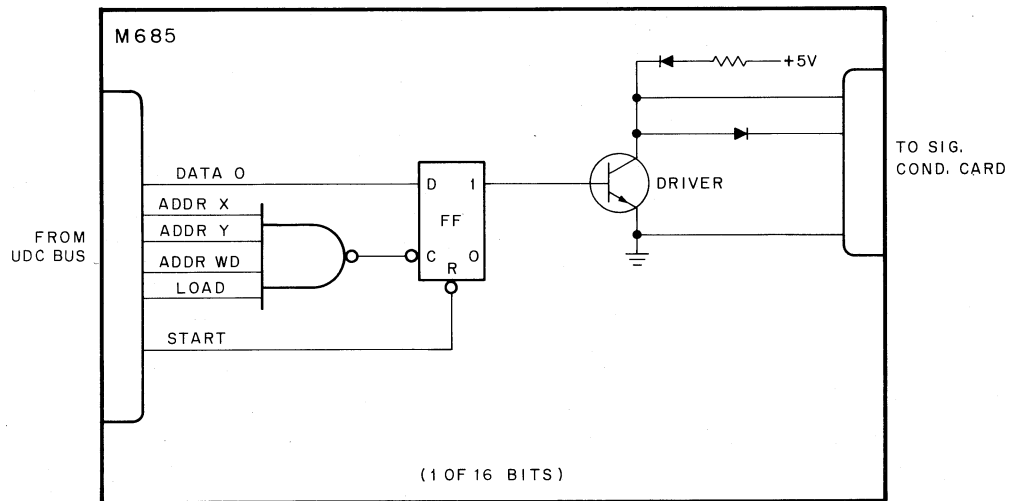 M685
+5V
TO SIG.
COND. CARD
DATA 0
D 1
DRIVER
ADDR X
FF
ADDR Y
FROM
UDC BUS
ADDR WD
C 0
R
LOAD
START
(1 OF 16 BITS)